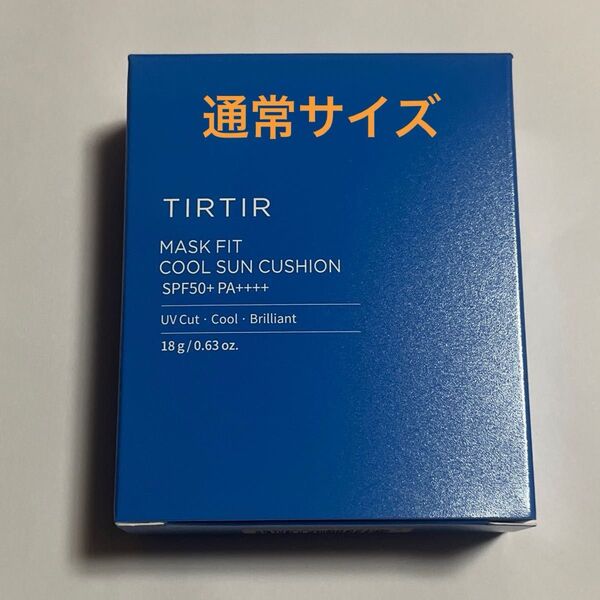 通常サイズ
TIRTIR
MASK FIT
COOL SUN CUSHION
SPF50+ PA++++
UV Cut · Cool · Brilliant
18 g / 0.63 oz.